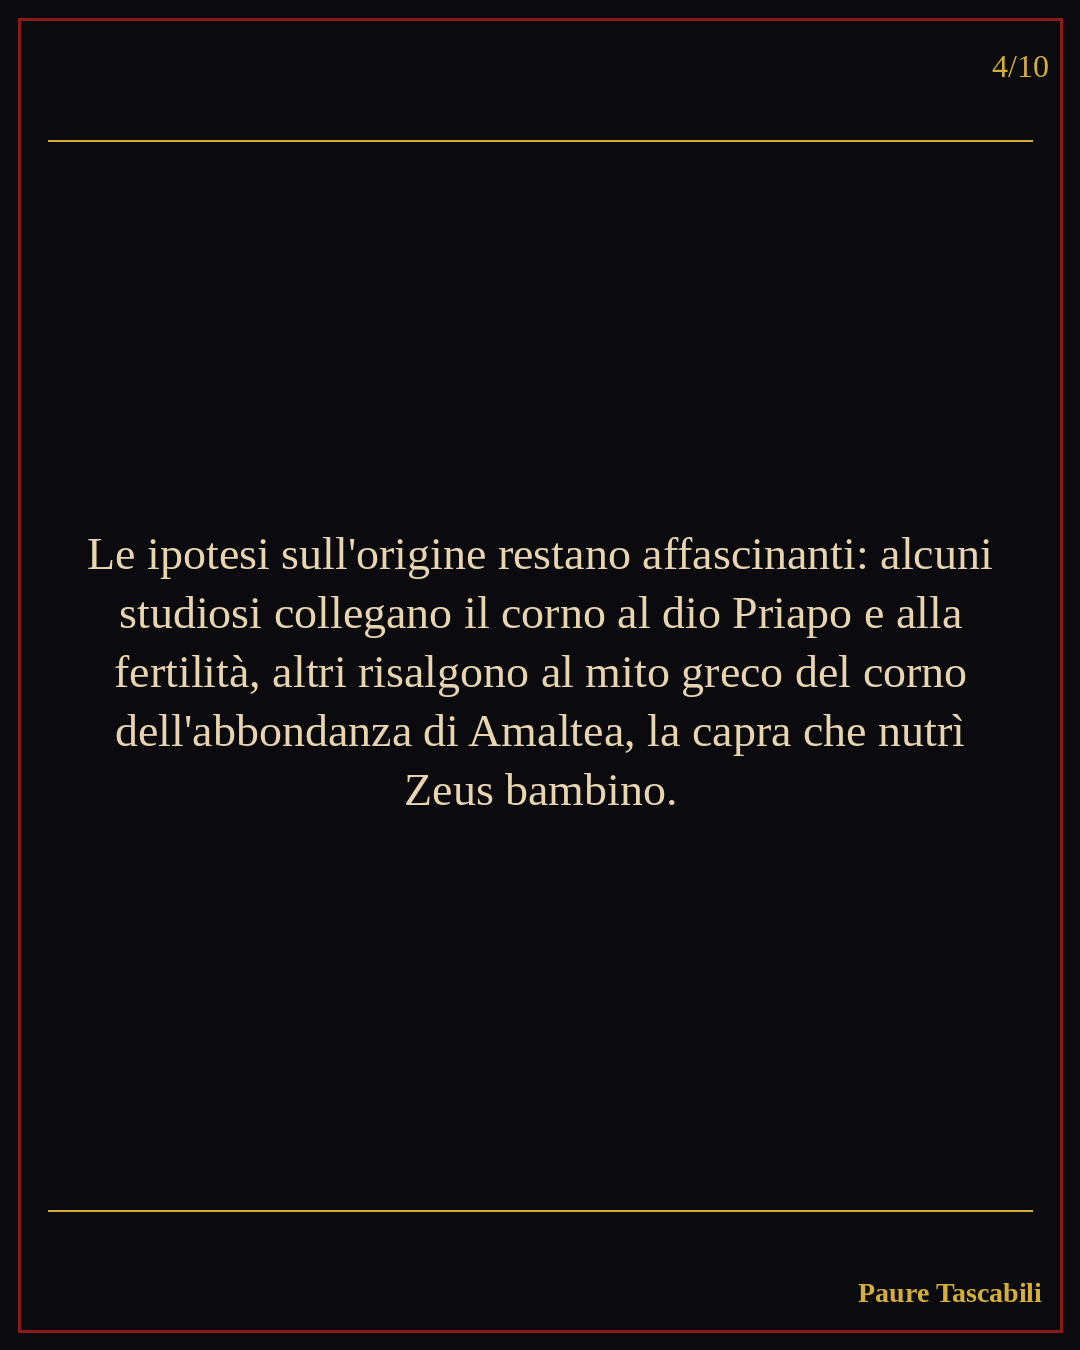 4/10
Le ipotesi sull'origine restano affascinanti: alcuni
studiosi collegano il corno al dio Priapo e alla
fertilità, altri risalgono al mito greco del corno
dell'abbondanza di Amaltea, la capra che nutrì
Zeus bambino.
Paure Tascabili